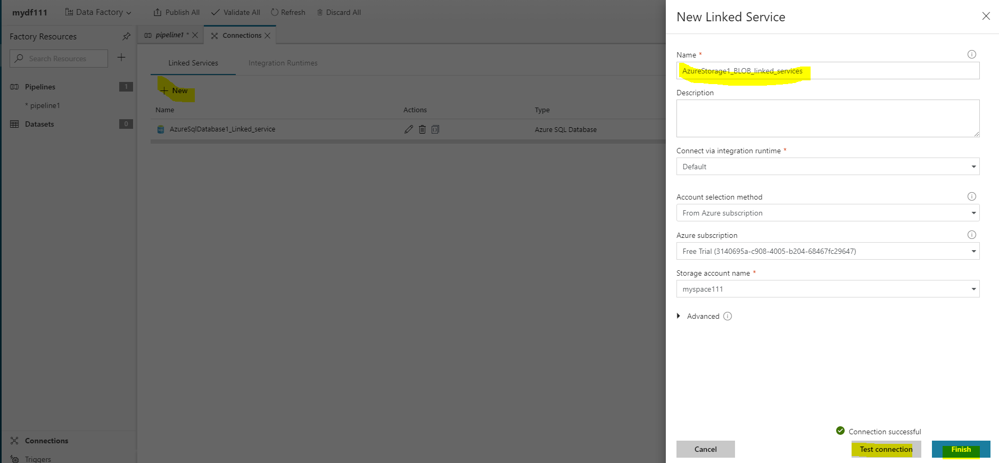 mydf111 Data Factory Publish All Validate All Refresh Discard All
Factory Resources
Search Resources
Pipelines 1
* pipeline1
Datasets 0
Connections
Triggers
pipeline1 * Connections
Linked Services Integration Runtimes
New
Name Actions Type
AzureSqlDatabase1_Linked_service Azure SQL Database
New Linked Service
Name *
AzureStorage1_BLOB_linked_services
Description
Connect via integration runtime *
Default
Account selection method
From Azure subscription
Azure subscription
Free Trial (3140695a-c908-4005-b204-68467fc29647)
Storage account name *
myspace111
Advanced
Connection successful
Cancel Test connection Finish